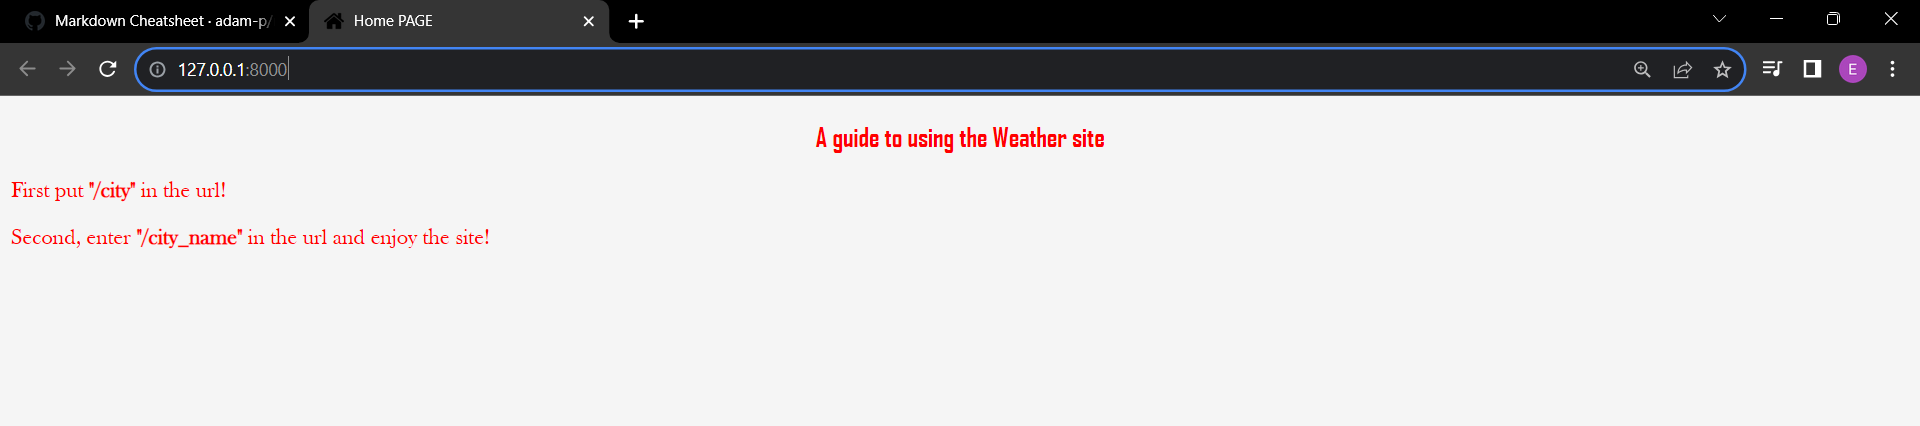 Markdown Cheatsheet · adam-p/
Home PAGE
127.0.0.1:8000
E
A guide to using the Weather site
First put "/city" in the url!
Second, enter "/city_name" in the url and enjoy the site!